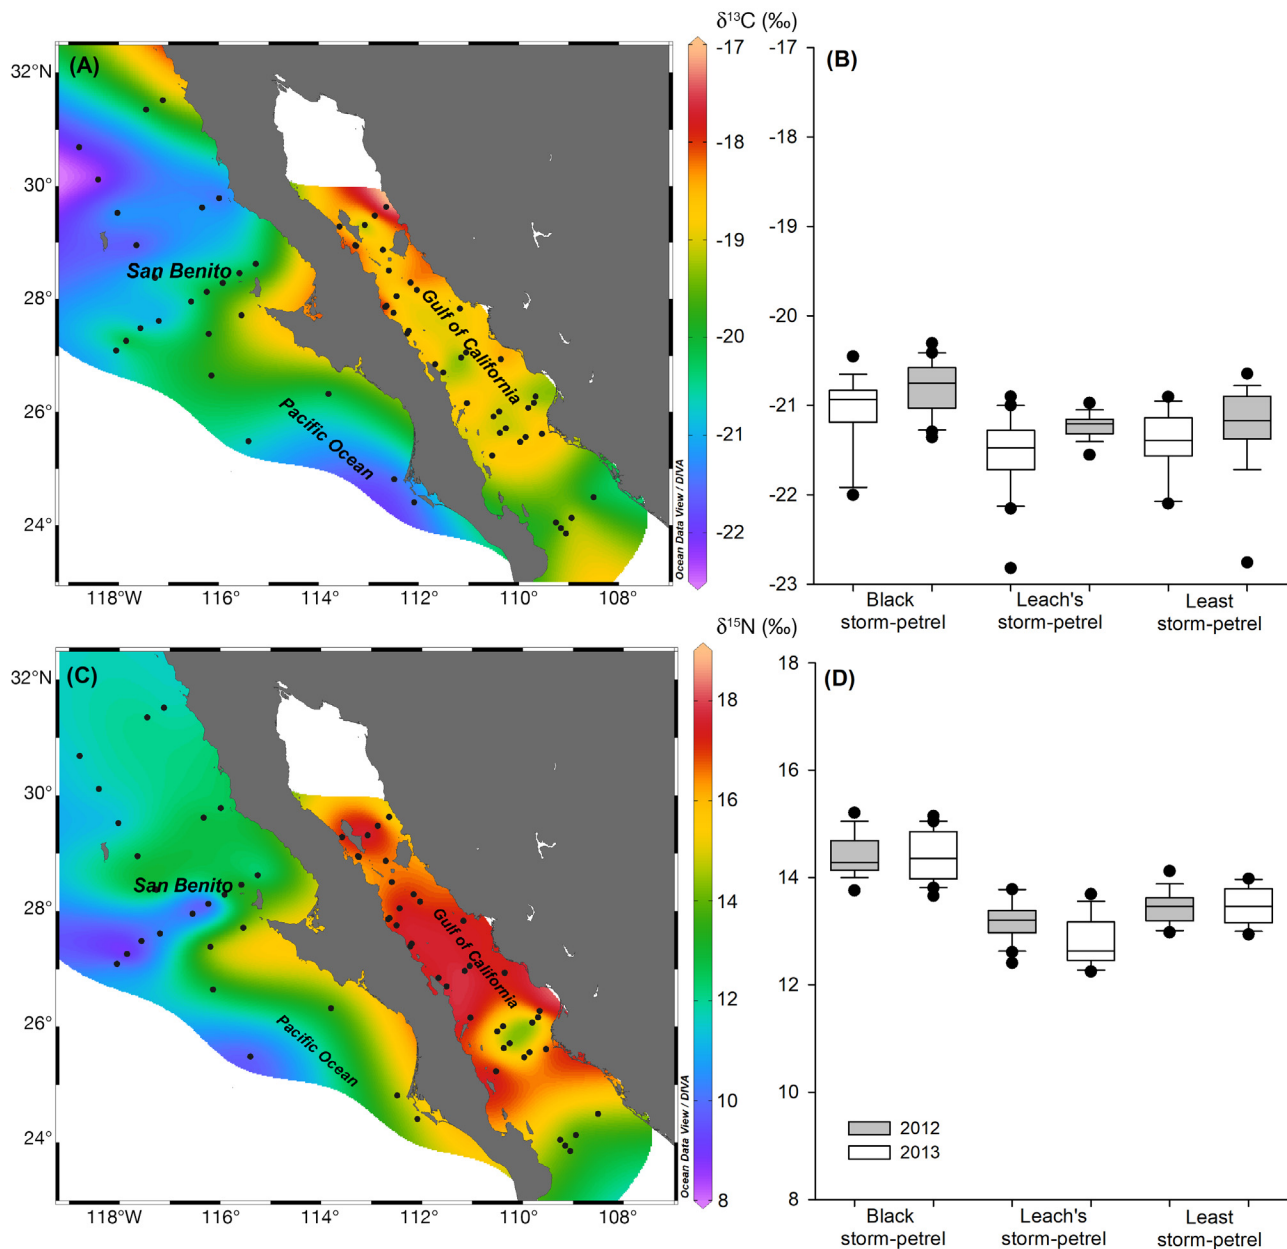 (A)
32°N
30°
28°
26°
24°
118°W
116°
114°
112°
110°
108°
San Benito
Gulf of California
Pacific Ocean
Ocean Data View / DIVA
δ¹³C (‰)
-17
-18
-19
-20
-21
-22
(B)
-17
-18
-19
-20
-21
-22
-23
Black
storm-petrel
Leach's
storm-petrel
Least
storm-petrel
(C)
32°N
30°
28°
26°
24°
118°W
116°
114°
112°
110°
108°
San Benito
Gulf of California
Pacific Ocean
Ocean Data View / DIVA
δ¹⁵N (‰)
18
16
14
12
10
8
(D)
18
16
14
12
10
8
2012
2013
Black
storm-petrel
Leach's
storm-petrel
Least
storm-petrel